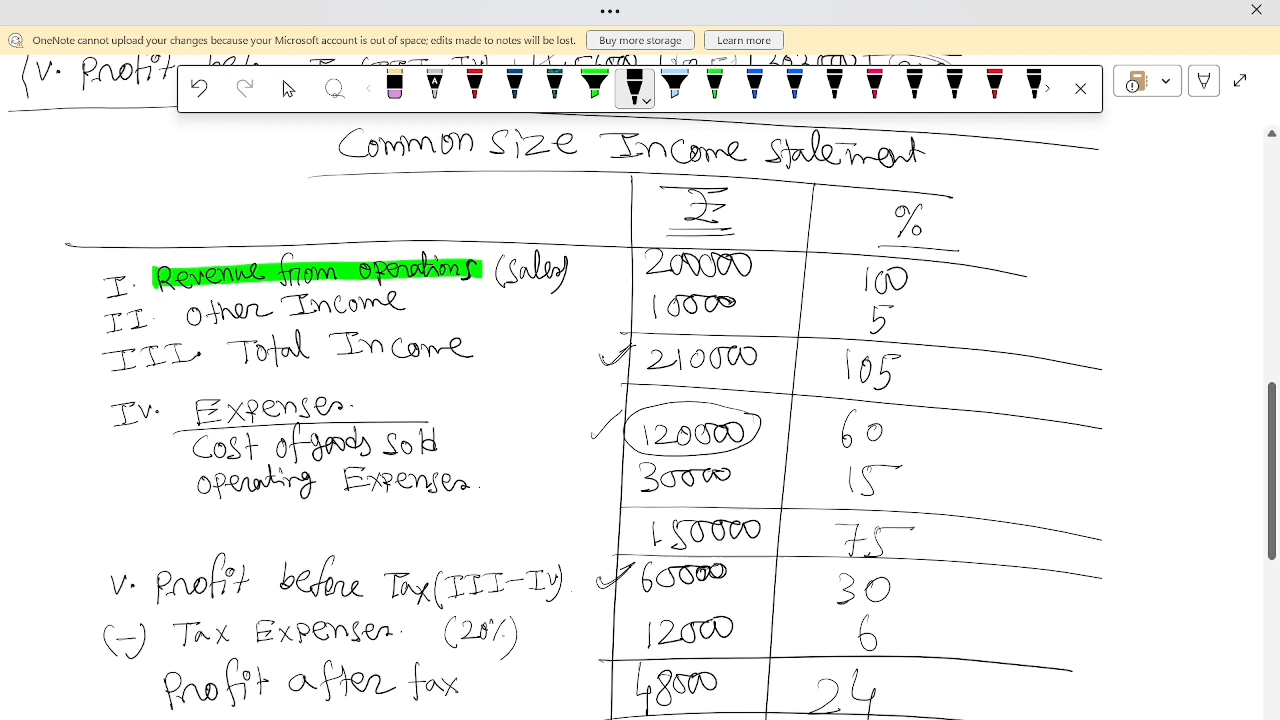 OneNote cannot upload your changes because your Microsoft account is out of space; edits made to notes will be lost. Buy more storage Learn more
V. Profit
Common size Income statement
₹ %
I. Revenue from operations (sales) 200000 100
II. Other Income 10000 5
III. Total Income 210000 105
IV. Expenses.
Cost of goods sold 120000 60
operating Expenses. 30000 15
150000 75
V. Profit before Tax (III-IV). 60000 30
(-) Tax Expenses. (20%) 12000 6
Profit after tax 48000 24